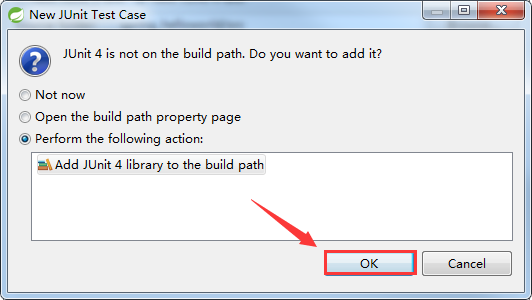 New JUnit Test Case
JUnit 4 is not on the build path. Do you want to add it?
Not now
Open the build path property page
Perform the following action:
Add JUnit 4 library to the build path
OK
Cancel